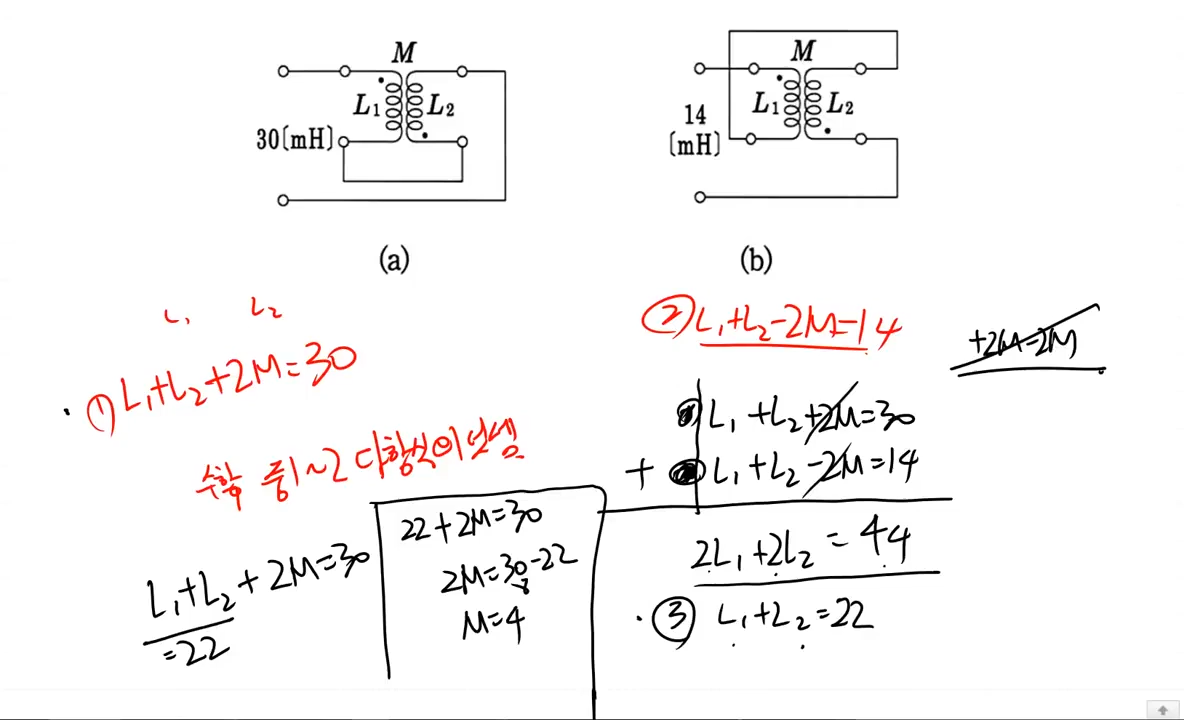 M
L₁ L₂
30[mH]
(a)
M
L₁ L₂
14
[mH]
(b)
L₁ L₂
① L₁+L₂+2M=30
수학 중1~2 다항식의 덧셈
L₁+L₂+2M=30
=22
22+2M=30
2M=30-22
8
M=4
② L₁+L₂-2M=14
+2M-2M
L₁+L₂+2M=30
+ L₁+L₂-2M=14
2L₁+2L₂=44
③ L₁+L₂=22